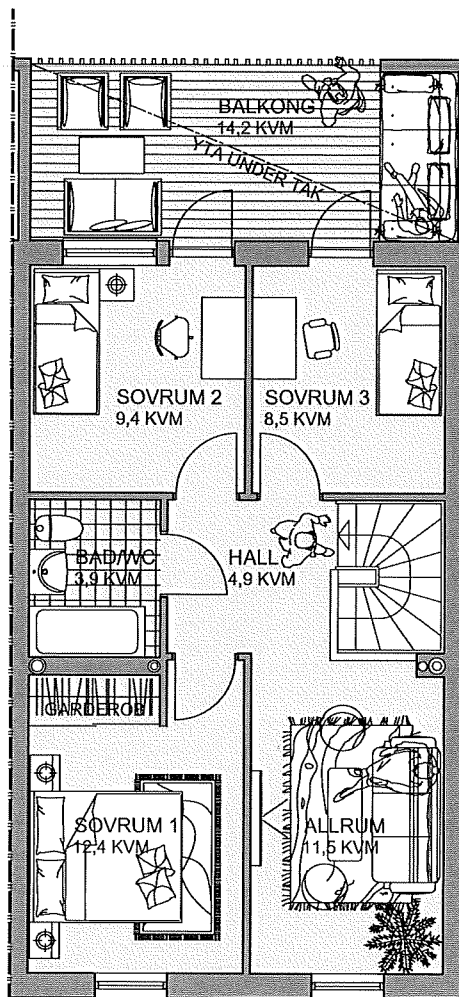 BALKONG
14,2 KVM
YTA UNDER TAK
SOVRUM 2
9,4 KVM
SOVRUM 3
8,5 KVM
BAD/WC
3,9 KVM
HALL
4,9 KVM
GARDEROB
SOVRUM 1
12,4 KVM
ALLRUM
11,5 KVM